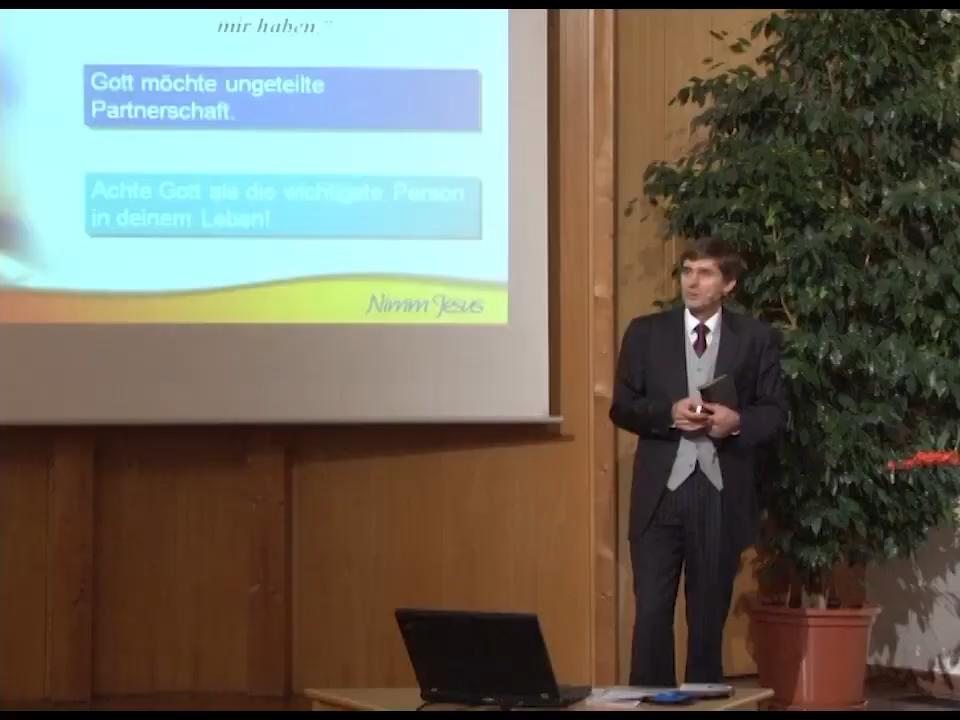 mir haben."
Gott möchte ungeteilte
Partnerschaft.
Achte Gott als die wichtigste Person
in deinem Leben!
Nimm Jesus